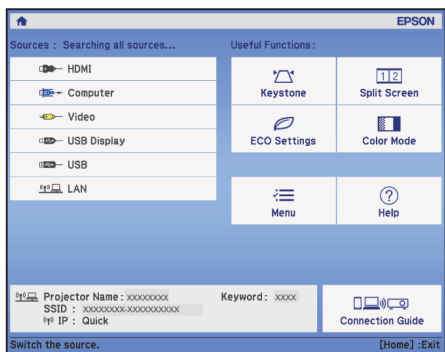 EPSON
Sources : Searching all sources...
HDMI
Computer
Video
USB Display
USB
LAN
Useful Functions :
Keystone
1 2
Split Screen
ECO Settings
Color Mode
Menu
?
Help
Projector Name : xxxxxxxx
Keyword : xxxx
SSID : xxxxxxxx-xxxxxxxxxx
IP : Quick
Connection Guide
Switch the source.
[Home] :Exit